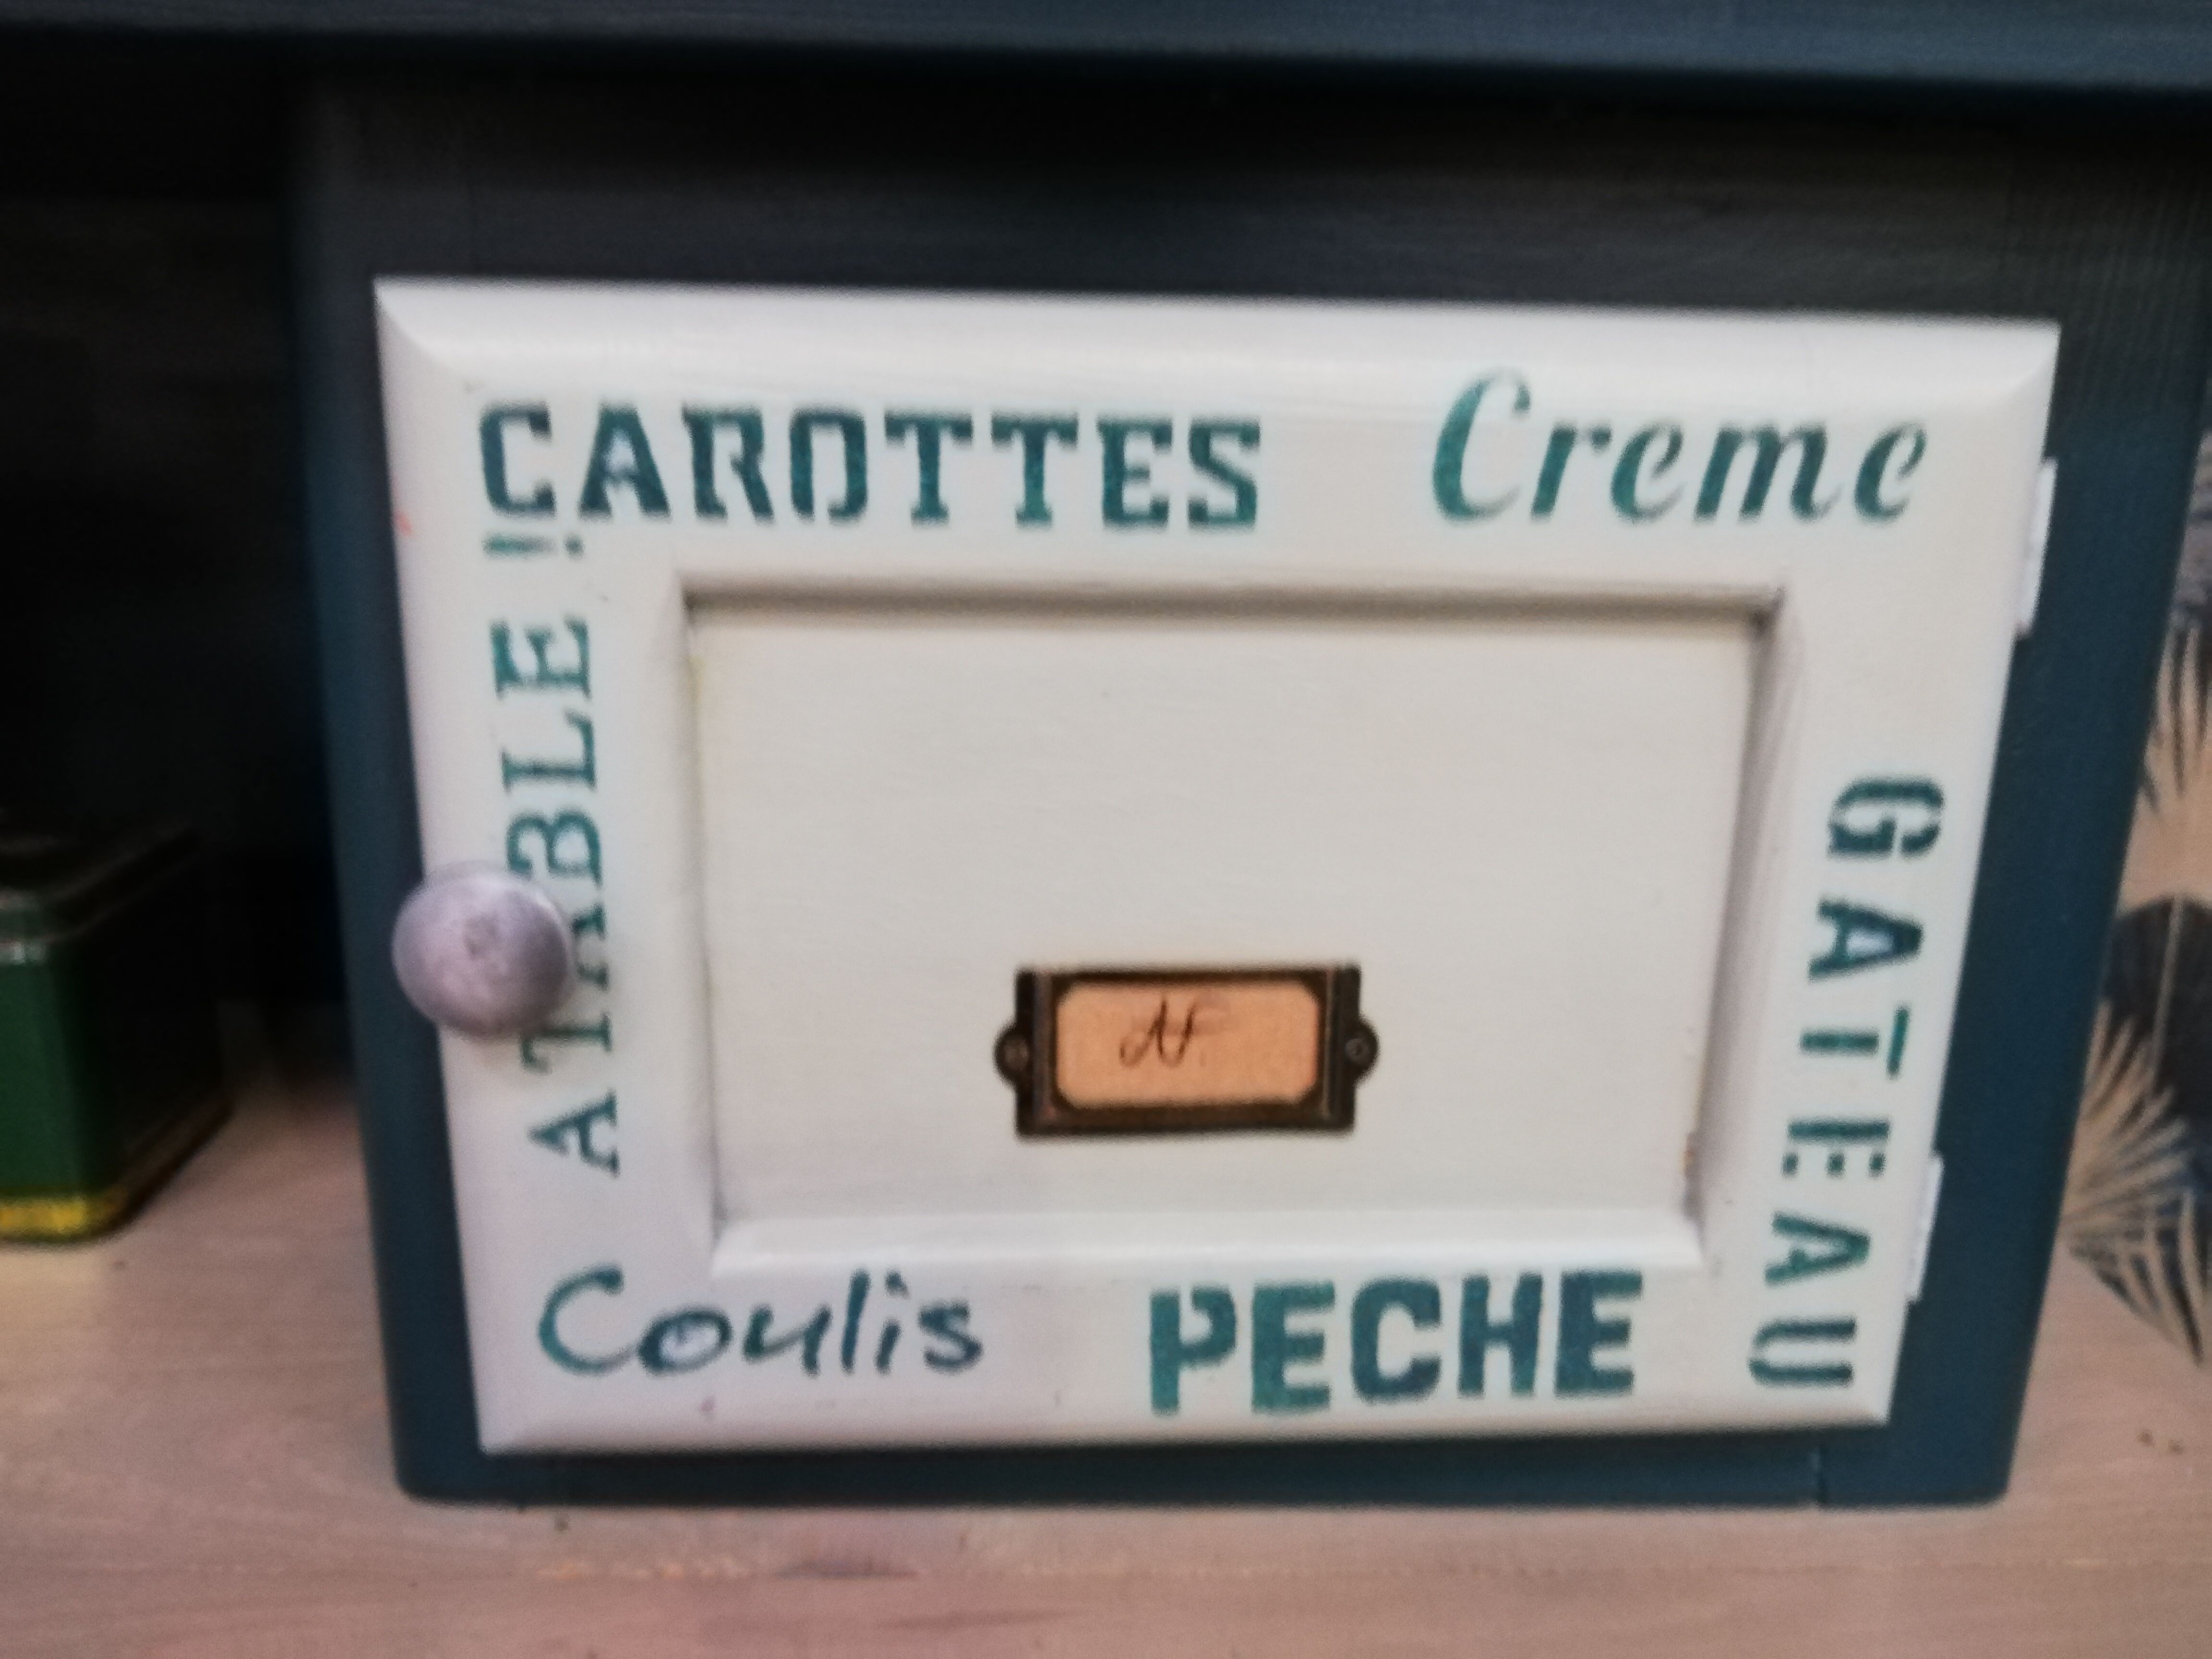 CAROTTES Creme
GATEAU
A TABLE !
Coulis PECHE